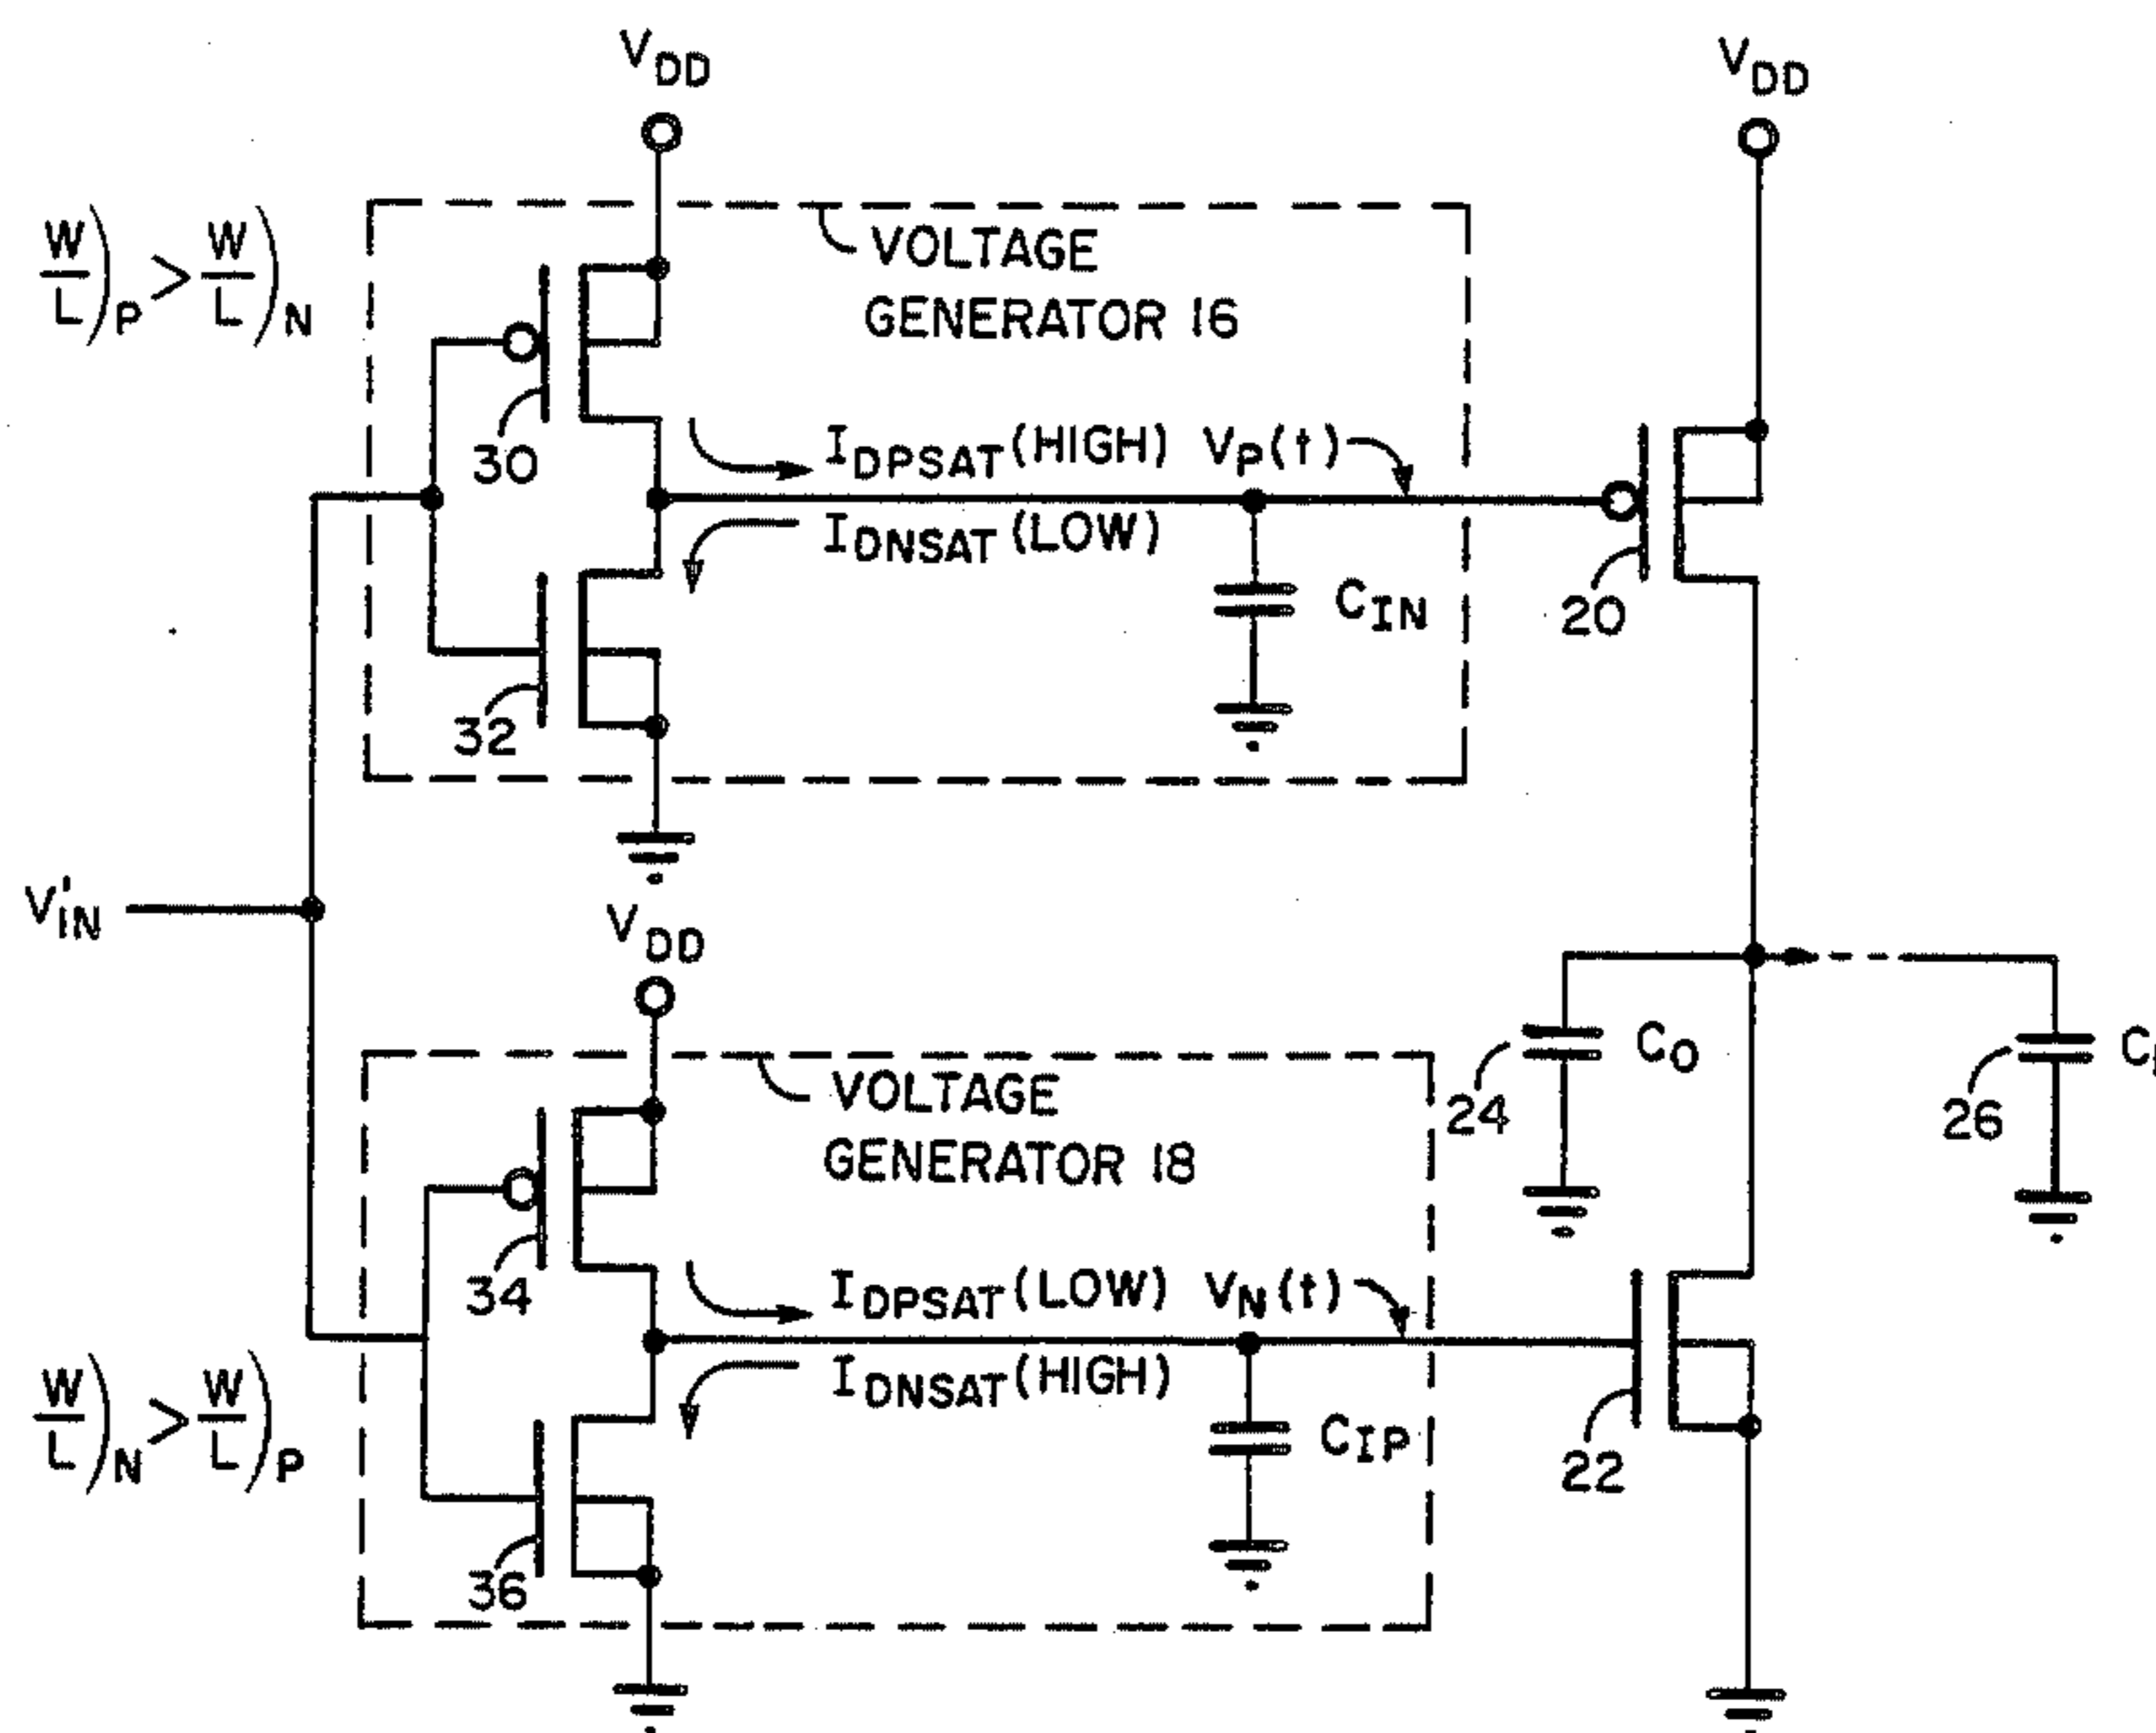 V_DD
V_DD
W/L)_P > W/L)_N
VOLTAGE
GENERATOR 16
30
I_DPSAT (HIGH) V_P(t)
I_DNSAT (LOW)
C_IN
20
32
V'_IN
V_DD
VOLTAGE
GENERATOR 18
24
C_O
26
34
I_DPSAT (LOW) V_N(t)
I_DNSAT (HIGH)
W/L)_N > W/L)_P
C_IP
22
36